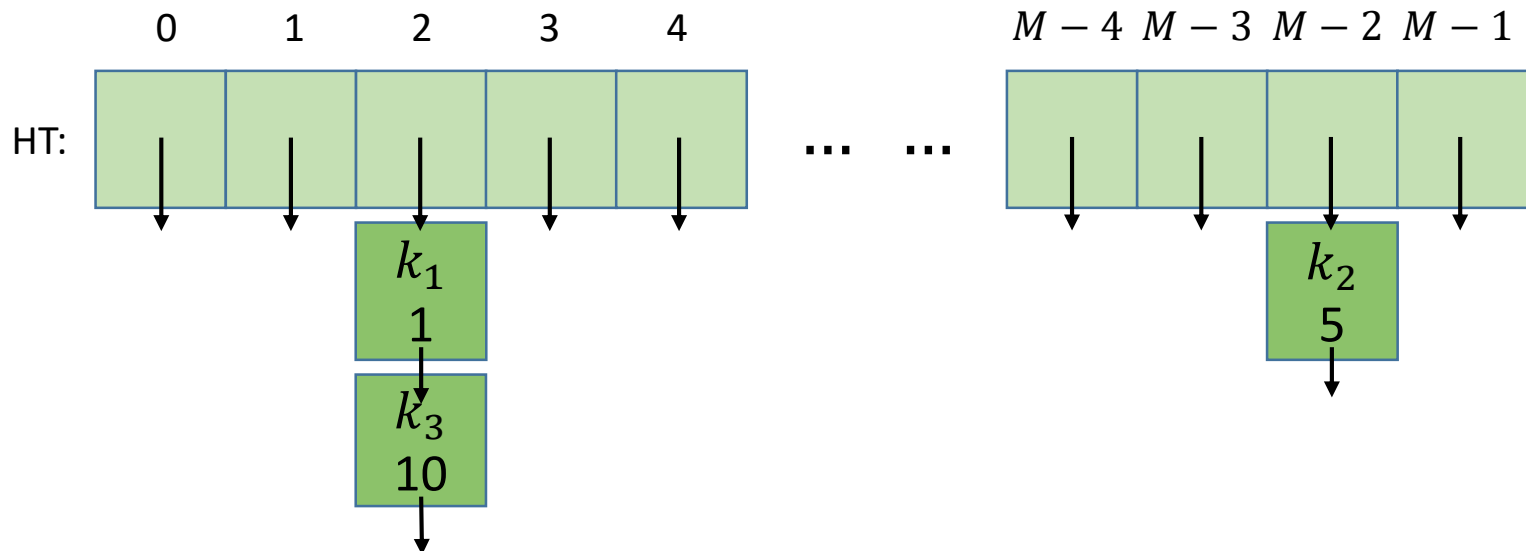 0 1 2 3 4 M − 4 M − 3 M − 2 M − 1
HT: ... ...
k₁ k₂
1 5
k₃
10